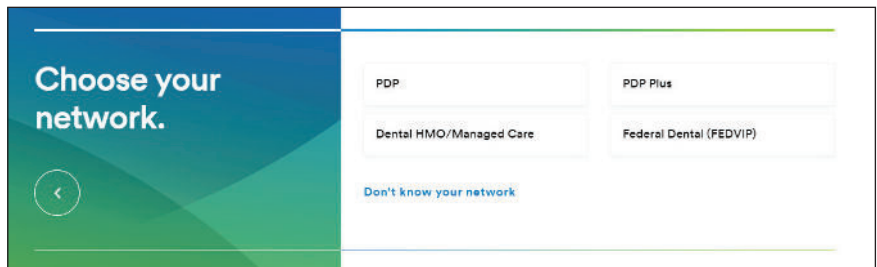 Choose your
network.
PDP
PDP Plus
Dental HMO/Managed Care
Federal Dental (FEDVIP)
Don't know your network